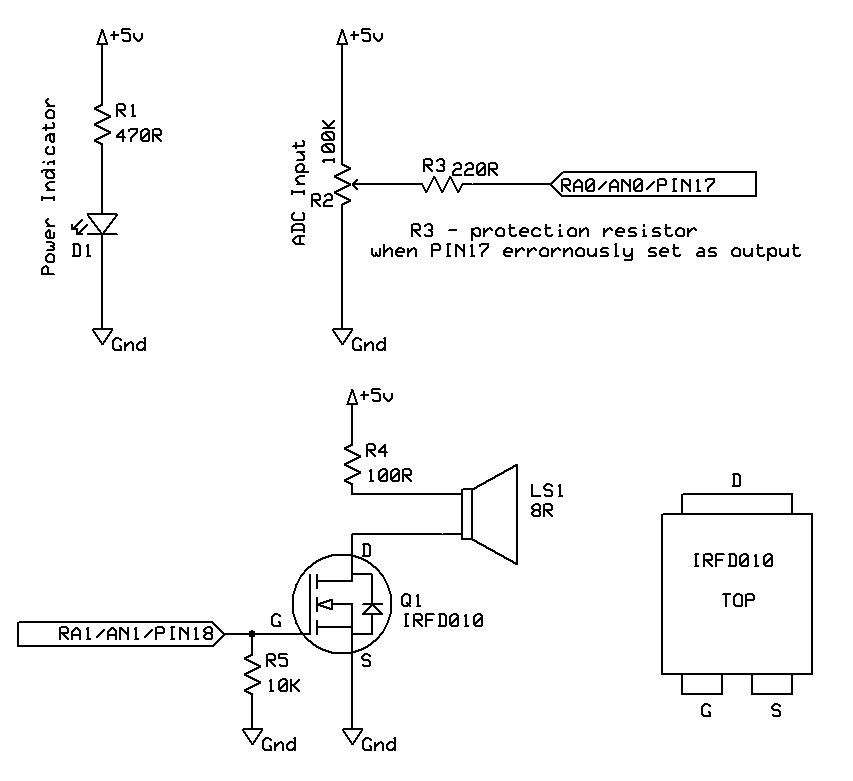 +5v
R1
470R
Power Indicator
D1
Gnd
+5v
100K
R2
ADC Input
R3 220R
RA0/AN0/PIN17
R3 - protection resistor
when PIN17 errornously set as output
Gnd
+5v
R4
100R
LS1
8R
D
G
Q1
IRFD010
S
RA1/AN1/PIN18
R5
10K
Gnd
Gnd
D
IRFD010
TOP
G
S